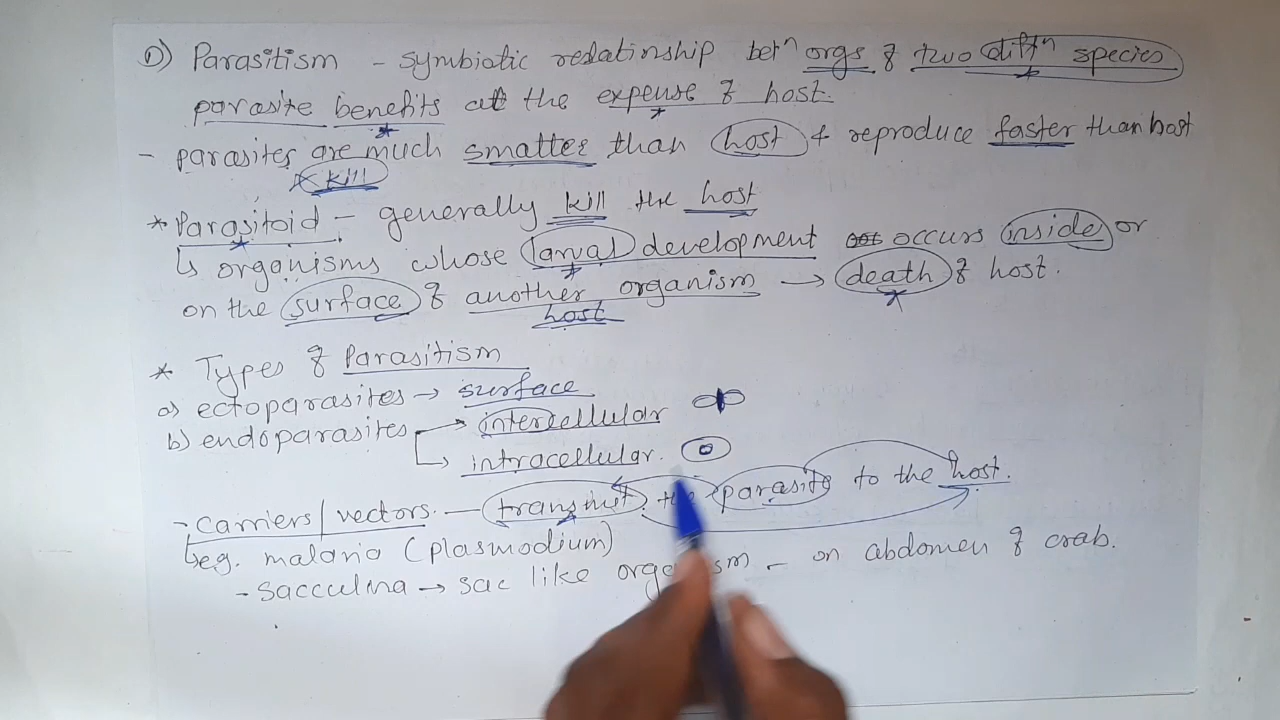 1) Parasitism - symbiotic relationship betn orgs of two diffn species
parasite benefits at the expense of host.
- parasites are much smatter than host & reproduce faster than host
kill
* Parasitoid - generally kill the host
↳ organisms whose larval development occurs inside or
on the surface of another organism → death of host.
host
* Types of Parasitism
a) ectoparasites → surface
b) endoparasites → intercellular
↳ intracellular.
- Carriers/vectors. — transmit the parasite to the host.
eg. malaria (plasmodium)
- sacculina → sac like organism - on abdomen of crab.